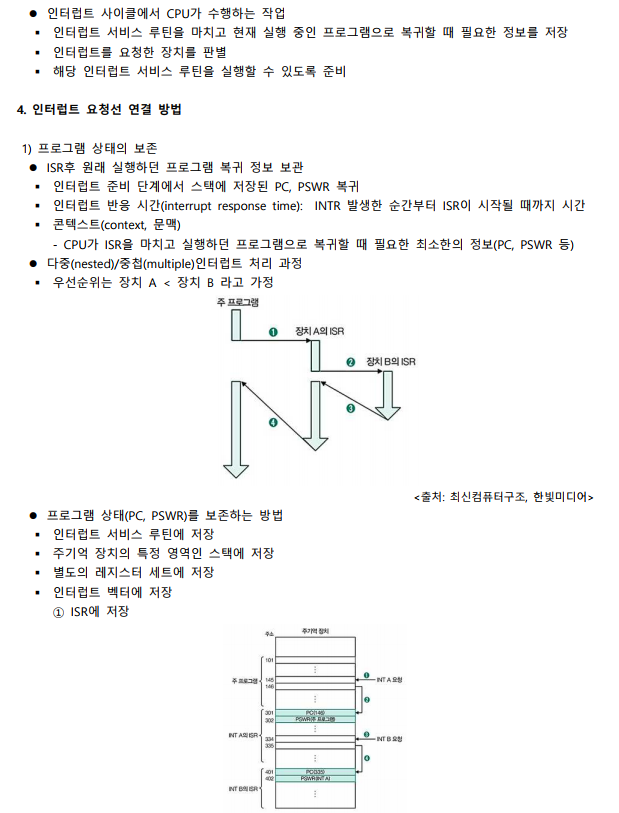 ● 인터럽트 사이클에서 CPU가 수행하는 작업
▪ 인터럽트 서비스 루틴을 마치고 현재 실행 중인 프로그램으로 복귀할 때 필요한 정보를 저장
▪ 인터럽트를 요청한 장치를 판별
▪ 해당 인터럽트 서비스 루틴을 실행할 수 있도록 준비
4. 인터럽트 요청선 연결 방법
1) 프로그램 상태의 보존
● ISR후 원래 실행하던 프로그램 복귀 정보 보관
▪ 인터럽트 준비 단계에서 스택에 저장된 PC, PSWR 복귀
▪ 인터럽트 반응 시간(interrupt response time): INTR 발생한 순간부터 ISR이 시작될 때까지 시간
▪ 콘텍스트(context, 문맥)
- CPU가 ISR을 마치고 실행하던 프로그램으로 복귀할 때 필요한 최소한의 정보(PC, PSWR 등)
● 다중(nested)/중첩(multiple)인터럽트 처리 과정
▪ 우선순위는 장치 A < 장치 B 라고 가정
주 프로그램
❶ 장치 A의 ISR
❷ 장치 B의 ISR
❸
❹
<출처: 최신컴퓨터구조, 한빛미디어>
● 프로그램 상태(PC, PSWR)를 보존하는 방법
▪ 인터럽트 서비스 루틴에 저장
▪ 주기억 장치의 특정 영역인 스택에 저장
▪ 별도의 레지스터 세트에 저장
▪ 인터럽트 벡터에 저장
① ISR에 저장
주소 주기억 장치
101
⋮
❶
주 프로그램 145 INT A 요청
146
⋮
❷
301 PC(146)
302 PSWR(주 프로그램)
⋮
❸
INT A의 ISR 334 INT B 요청
335
⋮
❹
401 PC(335)
402 PSWR(INT A)
INT B의 ISR
⋮